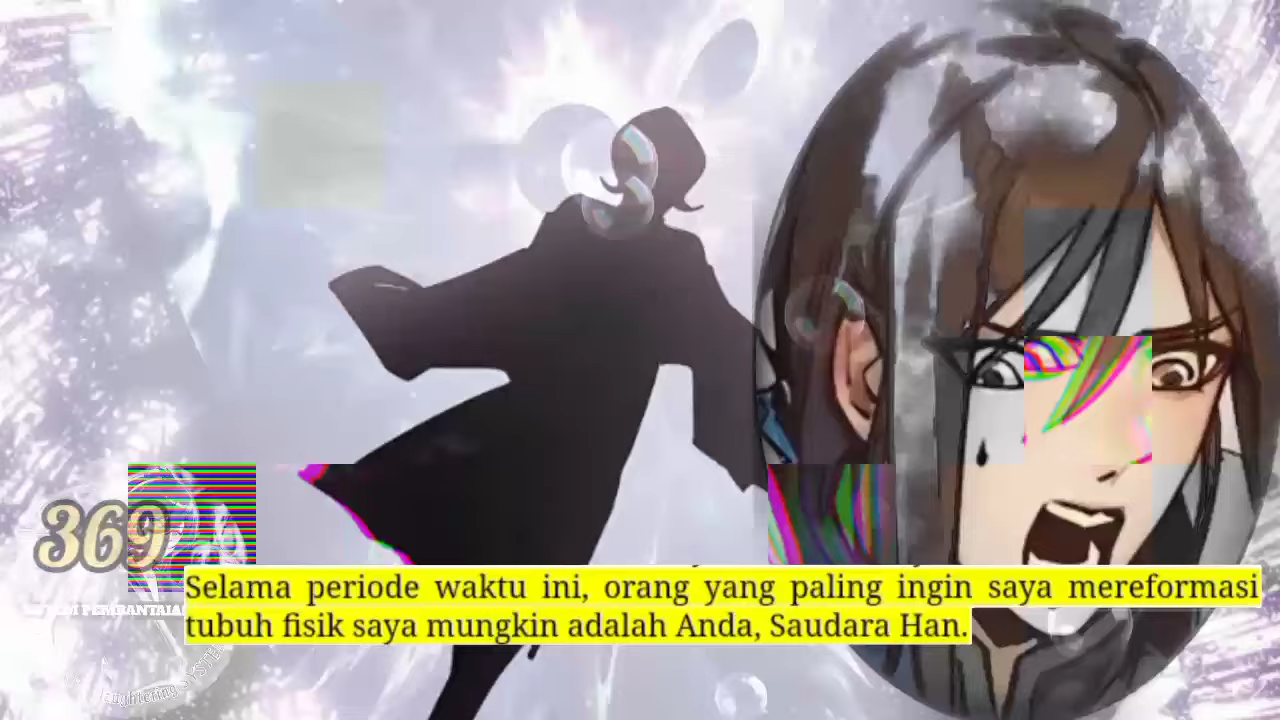 369
Selama periode waktu ini, orang yang paling ingin saya mereformasi
tubuh fisik saya mungkin adalah Anda, Saudara Han.